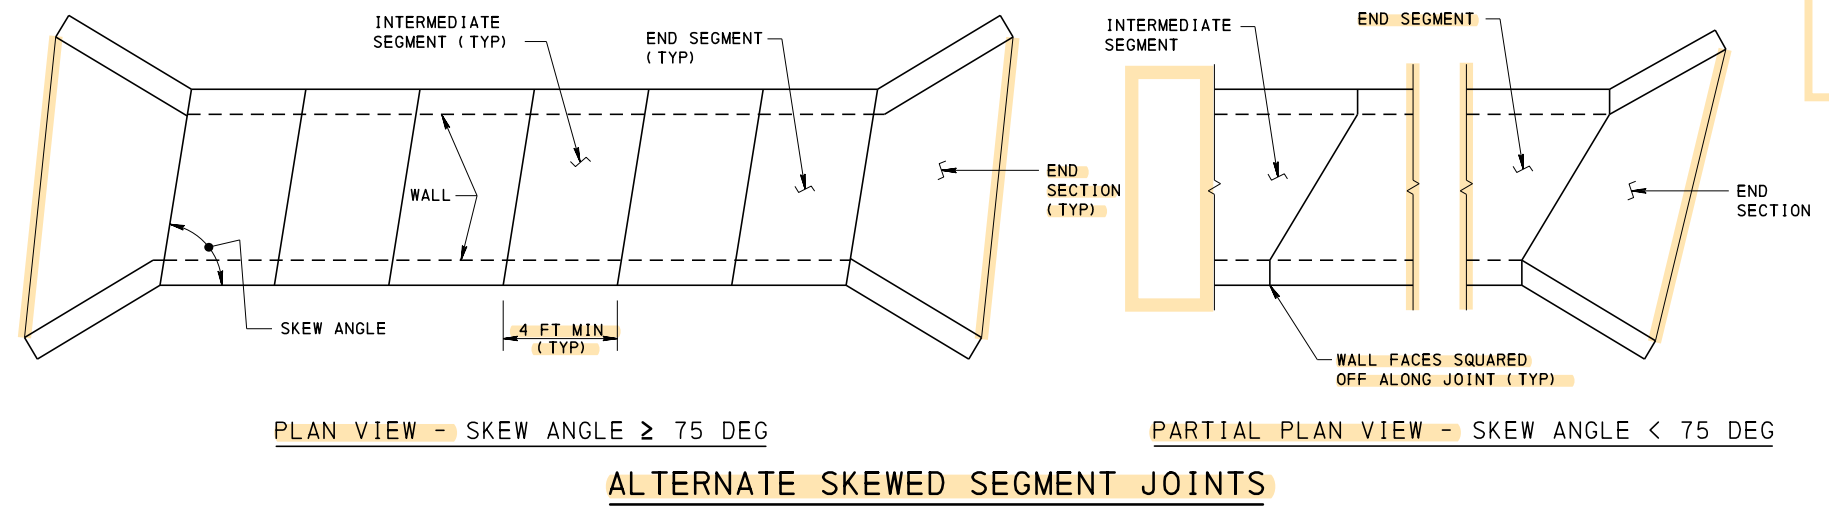 INTERMEDIATE
SEGMENT (TYP)
END SEGMENT
(TYP)
WALL
END
SECTION
(TYP)
SKEW ANGLE
4 FT MIN
(TYP)
PLAN VIEW - SKEW ANGLE ≥ 75 DEG
INTERMEDIATE
SEGMENT
END SEGMENT
END
SECTION
WALL FACES SQUARED
OFF ALONG JOINT (TYP)
PARTIAL PLAN VIEW - SKEW ANGLE < 75 DEG
ALTERNATE SKEWED SEGMENT JOINTS